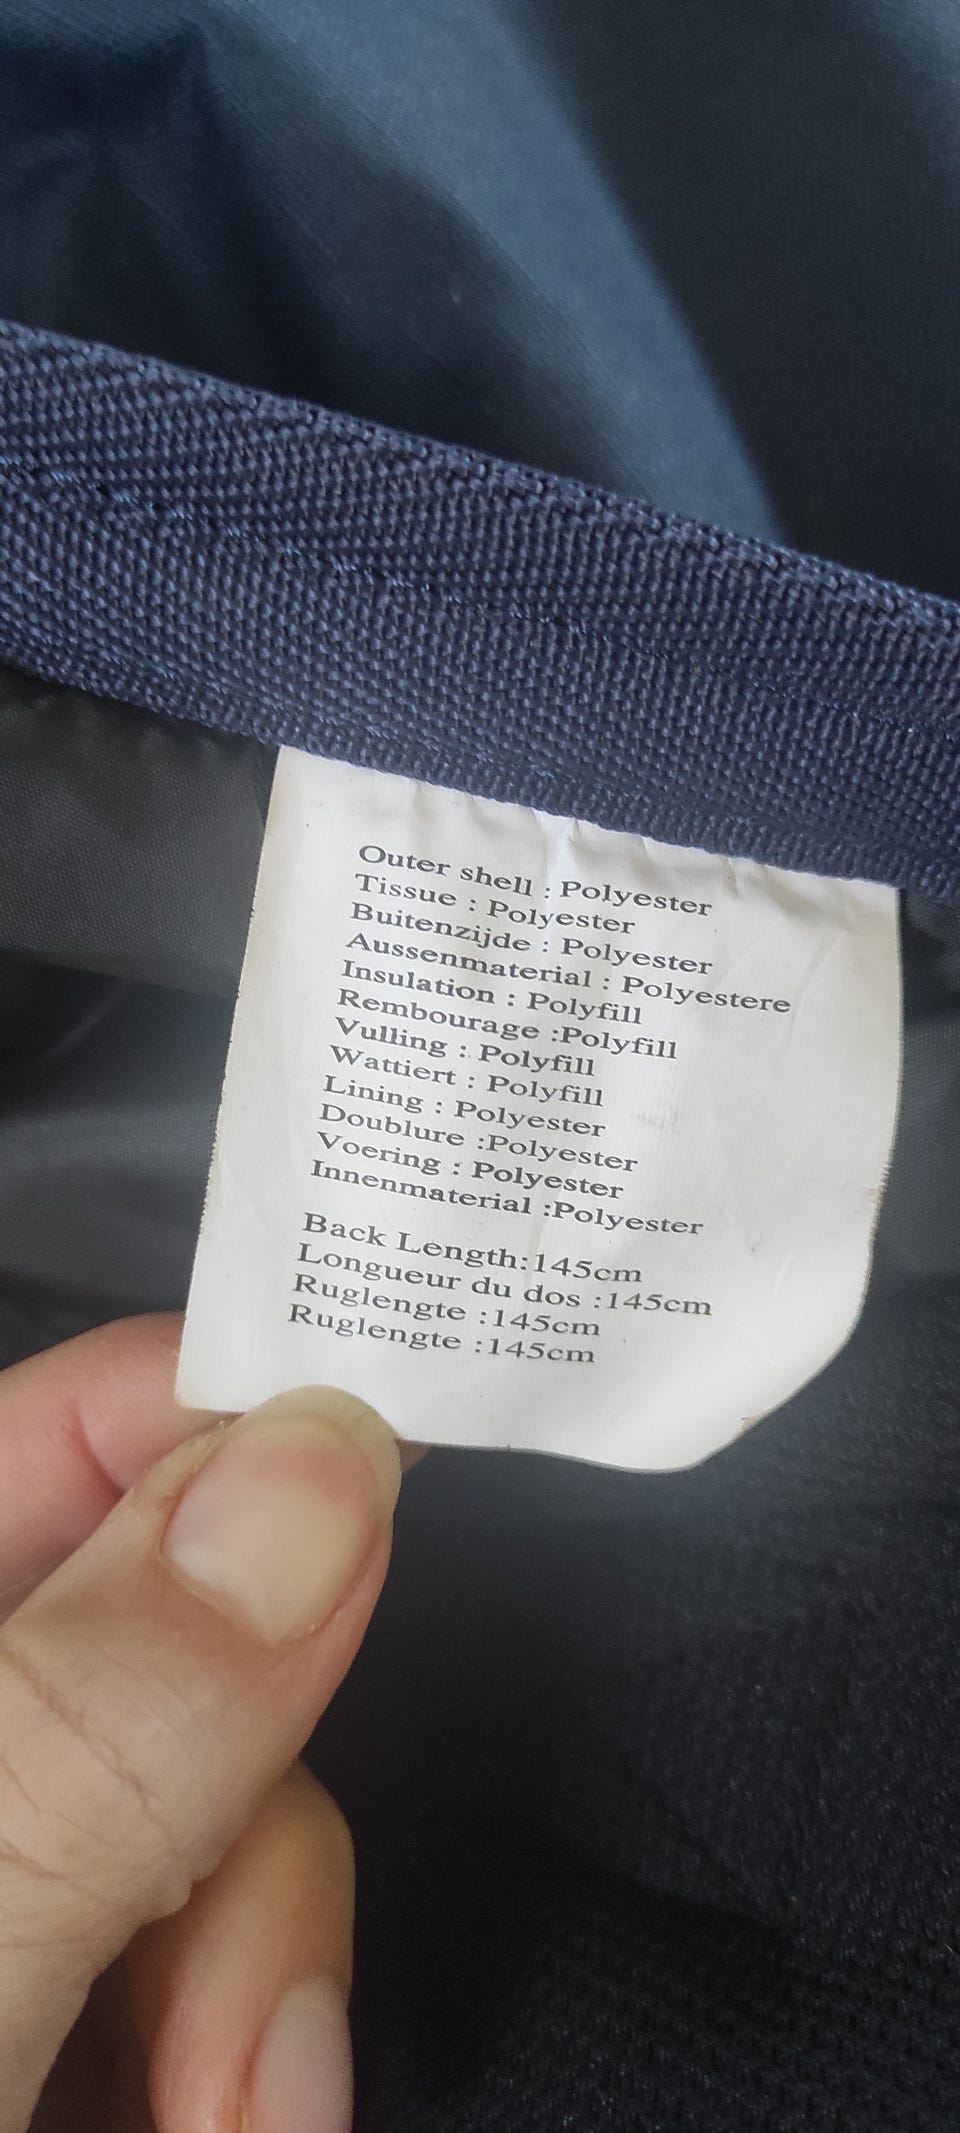 Outer shell : Polyester
Tissue : Polyester
Buitenzijde : Polyester
Aussenmaterial : Polyestere
Insulation : Polyfill
Rembourage :Polyfill
Vulling : Polyfill
Wattiert : Polyfill
Lining : Polyester
Doublure :Polyester
Voering : Polyester
Innenmaterial :Polyester
Back Length:145cm
Longueur du dos :145cm
Ruglengte :145cm
Ruglengte :145cm